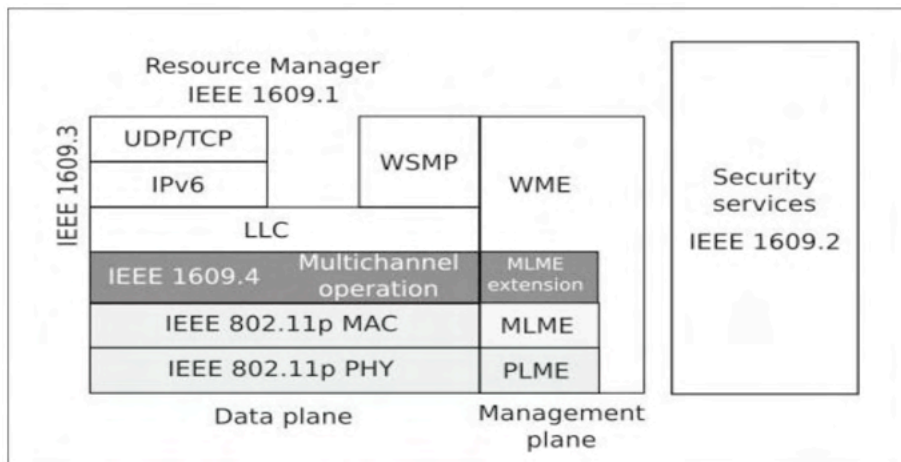 Resource Manager
IEEE 1609.1
IEEE 1609.3
UDP/TCP
IPv6
WSMP
WME
LLC
IEEE 1609.4
Multichannel
operation
MLME
extension
IEEE 802.11p MAC
MLME
IEEE 802.11p PHY
PLME
Data plane
Management
plane
Security
services
IEEE 1609.2